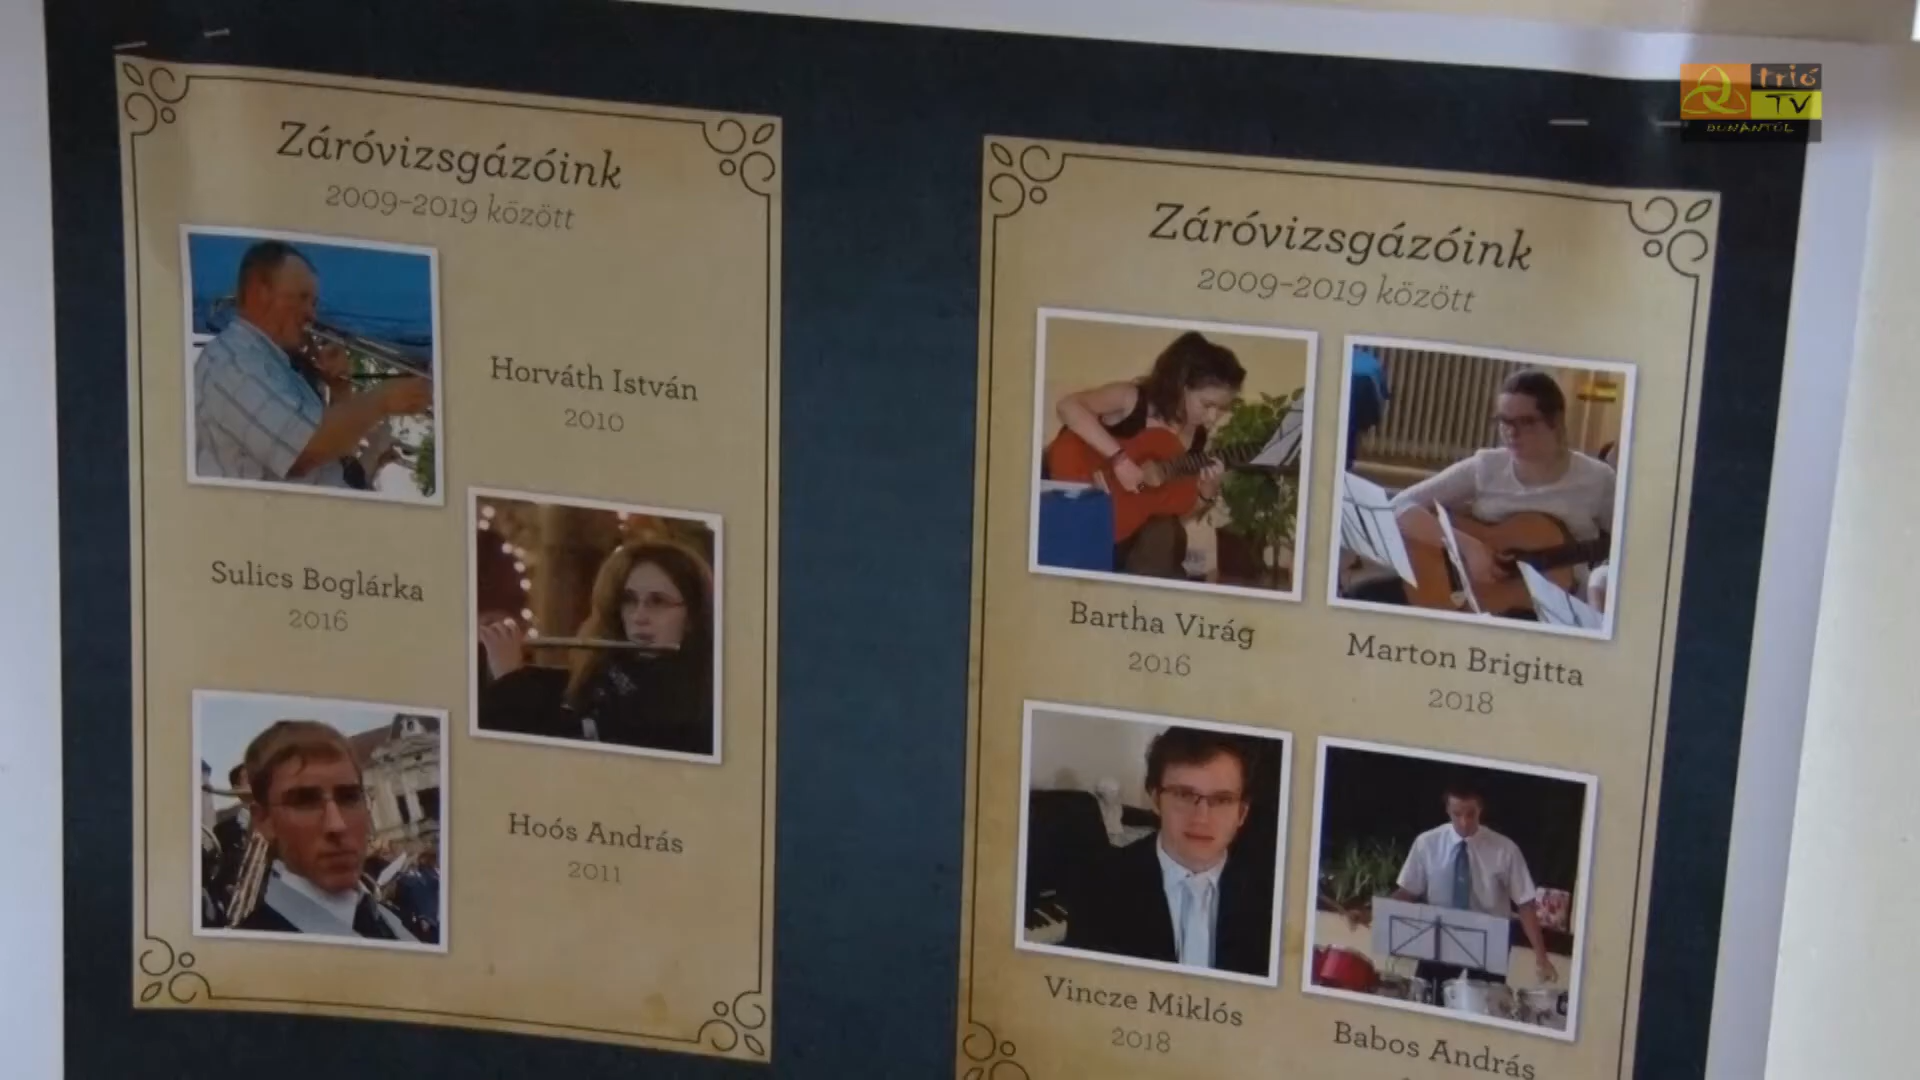 Záróvizsgázóink
2009-2019 között
Horváth István
2010
Sulics Boglárka
2016
Hoós András
2011
Záróvizsgázóink
2009-2019 között
Bartha Virág
2016
Marton Brigitta
2018
Vincze Miklós
2018
Babos András
trió
TV
DUNÁNTÚL